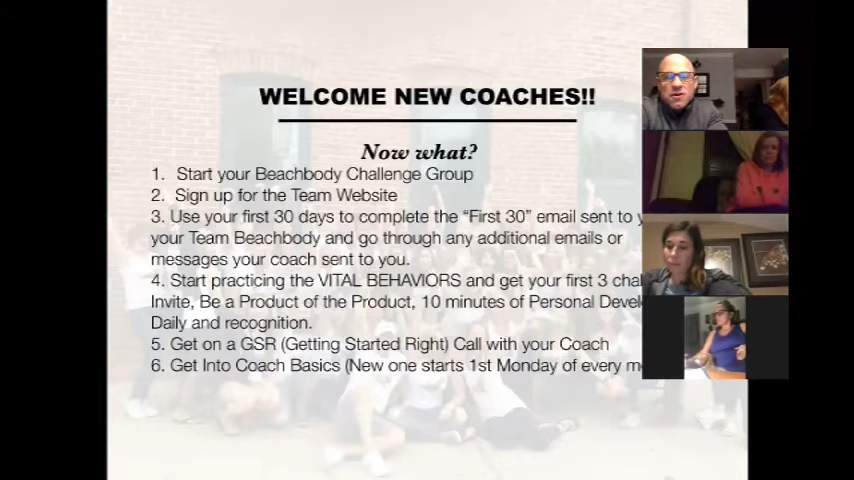 WELCOME NEW COACHES!!
Now what?
1. Start your Beachbody Challenge Group
2. Sign up for the Team Website
3. Use your first 30 days to complete the “First 30” email sent to
your Team Beachbody and go through any additional emails or
messages your coach sent to you.
4. Start practicing the VITAL BEHAVIORS and get your first 3
Invite, Be a Product of the Product, 10 minutes of Personal
Daily and recognition.
5. Get on a GSR (Getting Started Right) Call with your Coach
6. Get Into Coach Basics (New one starts 1st Monday of every